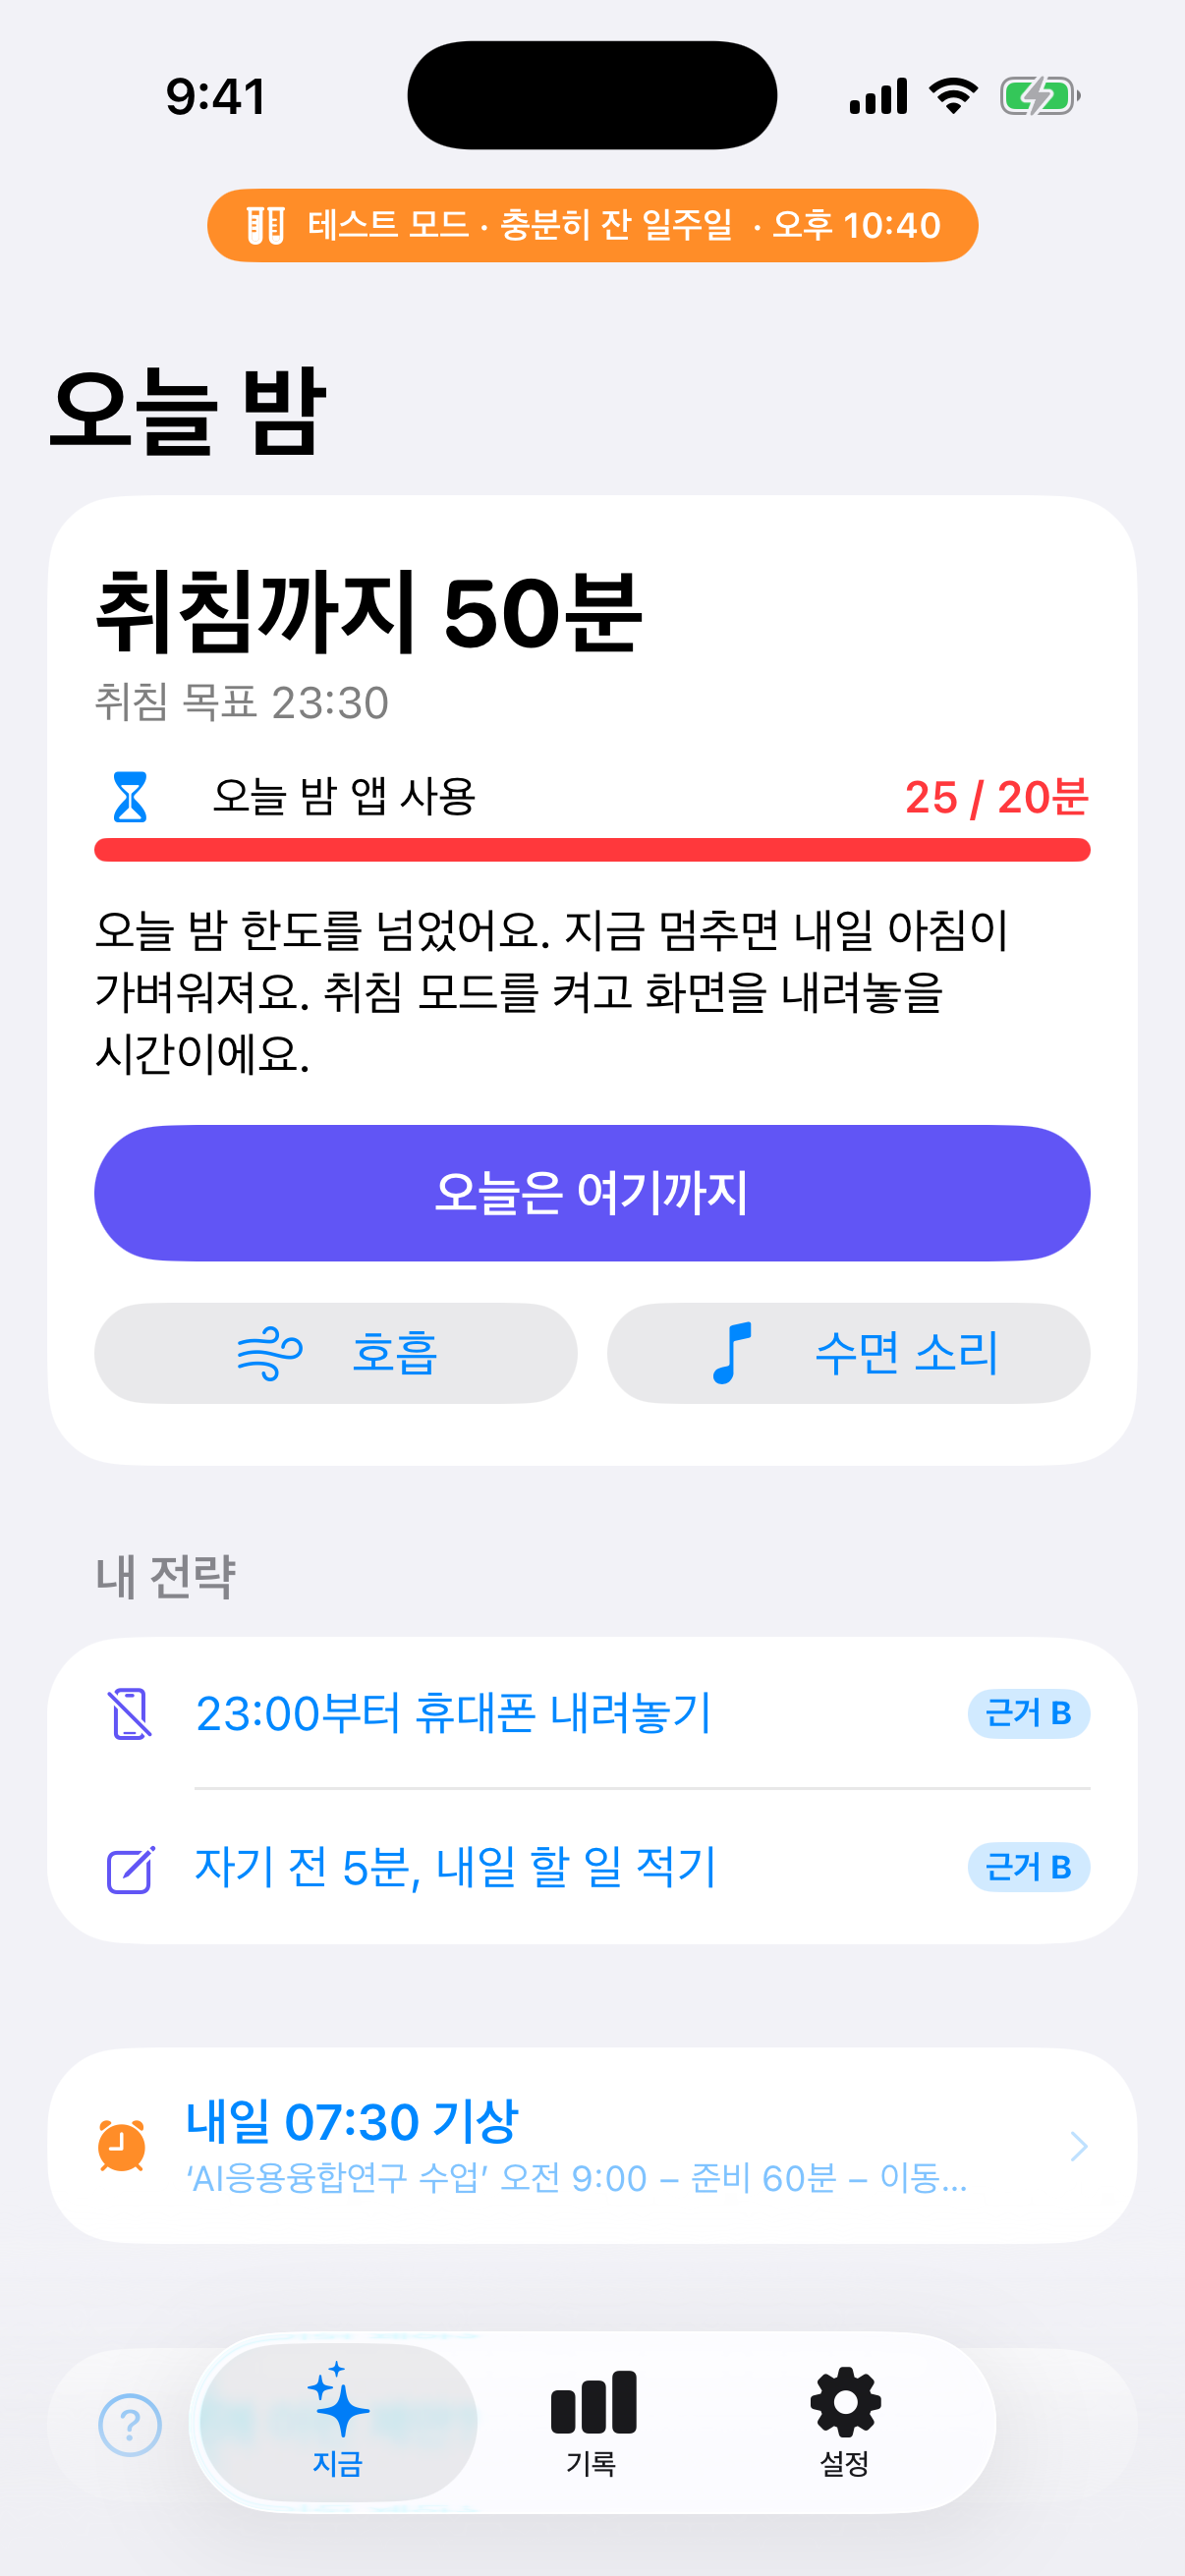 9:41
테스트 모드 · 충분히 잔 일주일 · 오후 10:40
오늘 밤
취침까지 50분
취침 목표 23:30
오늘 밤 앱 사용 25 / 20분
오늘 밤 한도를 넘었어요. 지금 멈추면 내일 아침이
가벼워져요. 취침 모드를 켜고 화면을 내려놓을
시간이에요.
오늘은 여기까지
호흡 수면 소리
내 전략
23:00부터 휴대폰 내려놓기 근거 B
자기 전 5분, 내일 할 일 적기 근거 B
내일 07:30 기상
‘AI응용융합연구 수업’ 오전 9:00 – 준비 60분 – 이동...
지금 기록 설정